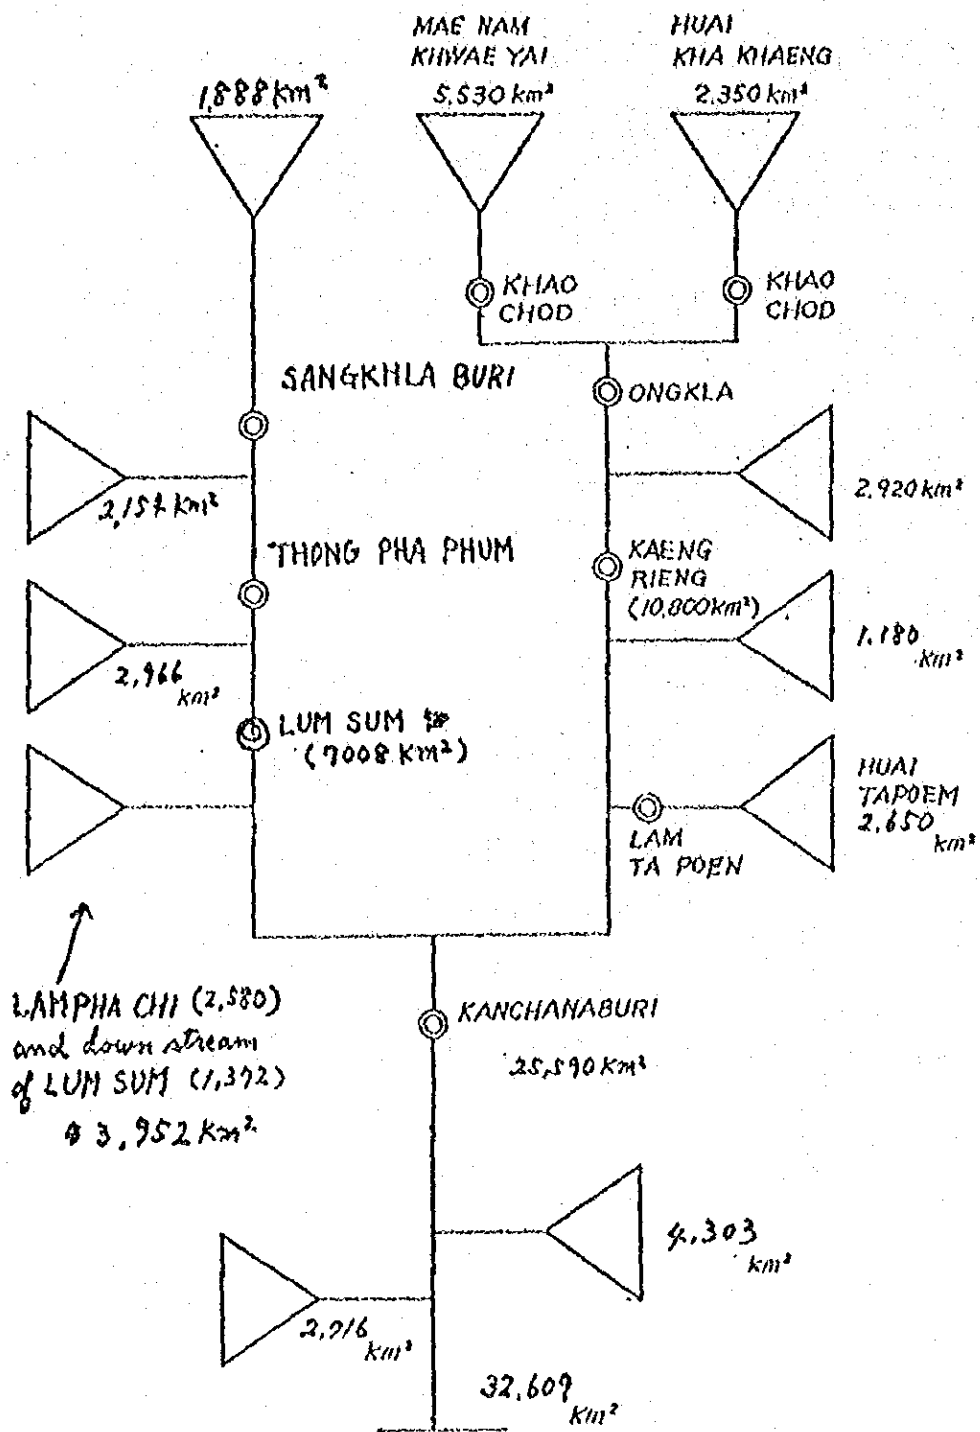 MAE NAM
KHWAE YAI
5,530 km²
HUAI
KHA KHAENG
2.350 km²
1,888 km²
KHAO
CHOD
KHAO
CHOD
SANGKHLA BURI
ONGKLA
2,154 km²
2.920 km²
THONG PHA PHUM
KAENG
RIENG
(10,800km²)
2,966
km²
1.180
km²
LUM SUM
(7008 km²)
HUAI
TAPOEM
2.650
km²
LAM
TA POEN
LAMPHA CHI (2,580)
and down stream
of LUM SUM (1,372)
3,952 km²
KANCHANABURI
25,590 km²
4,303
km²
2,716
km²
32,609
km²